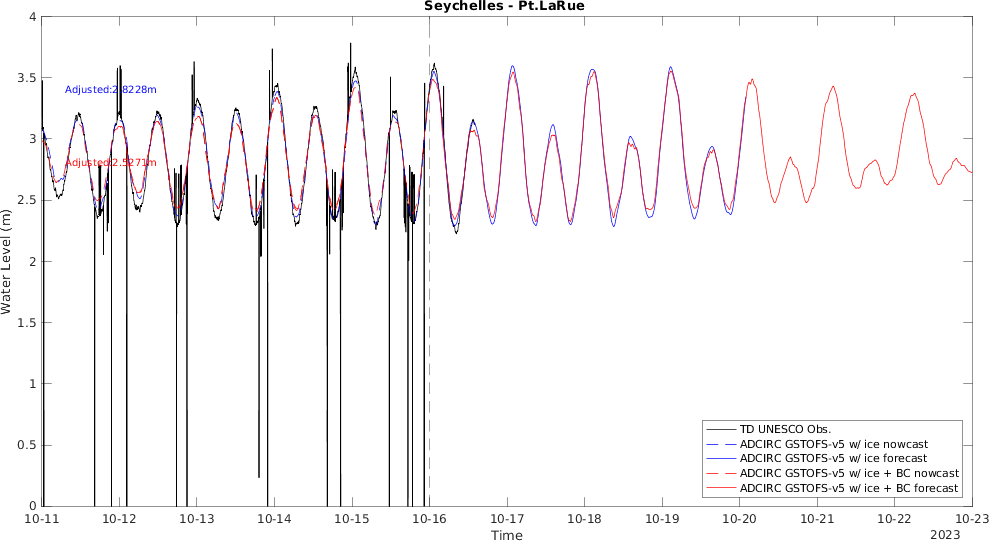 Seychelles - Pt.LaRue
Water Level (m)
4
3.5
3
2.5
2
1.5
1
0.5
0
Adjusted:2.8228m
Adjusted:2.5271m
TD UNESCO Obs.
ADCIRC GSTOFS-v5 w/ ice nowcast
ADCIRC GSTOFS-v5 w/ ice forecast
ADCIRC GSTOFS-v5 w/ ice + BC nowcast
ADCIRC GSTOFS-v5 w/ ice + BC forecast
10-11 10-12 10-13 10-14 10-15 10-16 10-17 10-18 10-19 10-20 10-21 10-22 10-23
Time
2023